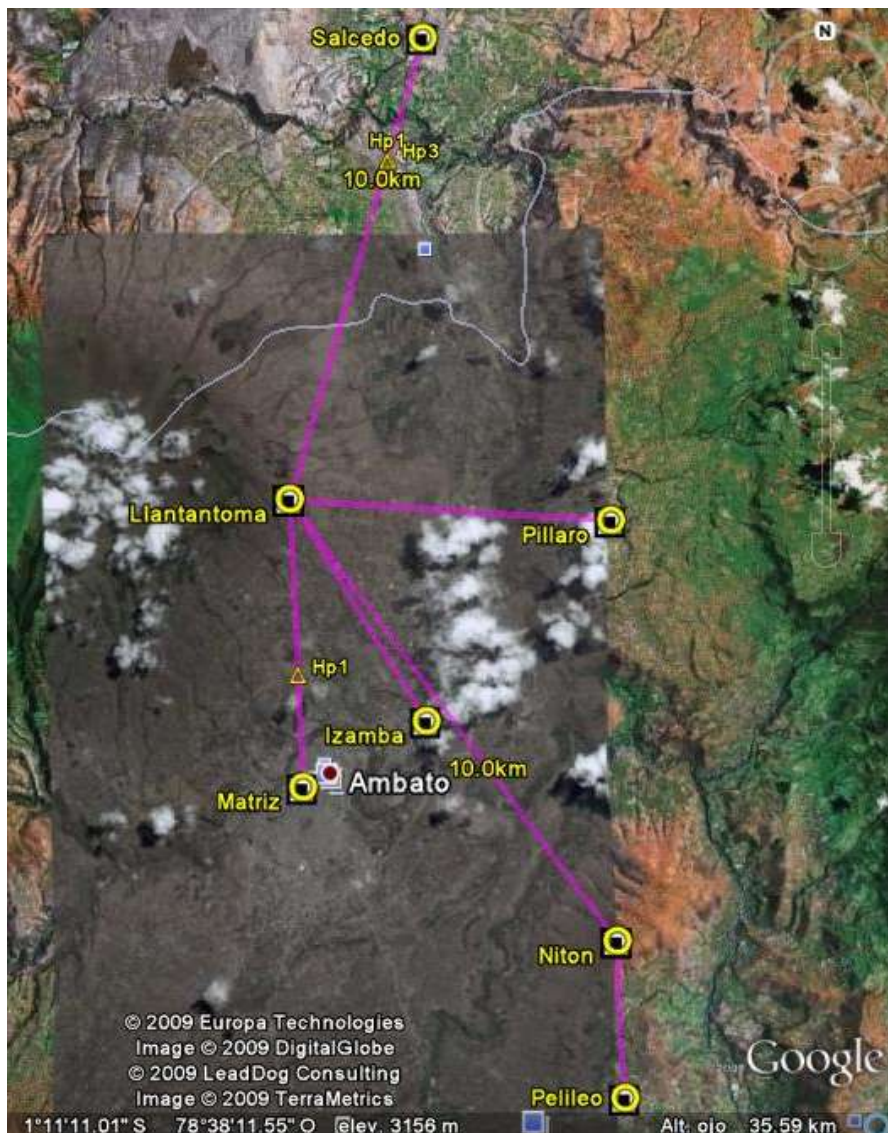 N
Salcedo
Hp1
Hp3
10.0km
Llantantoma
Pillaro
Hp1
Izamba
10.0km
Matriz
Ambato
Niton
© 2009 Europa Technologies
Image © 2009 DigitalGlobe
© 2009 LeadDog Consulting
Image © 2009 TerraMetrics
Google
Pelileo
1°11'11.01" S 78°38'11.55" O elev. 3156 m Alt. ojo 35.59 km